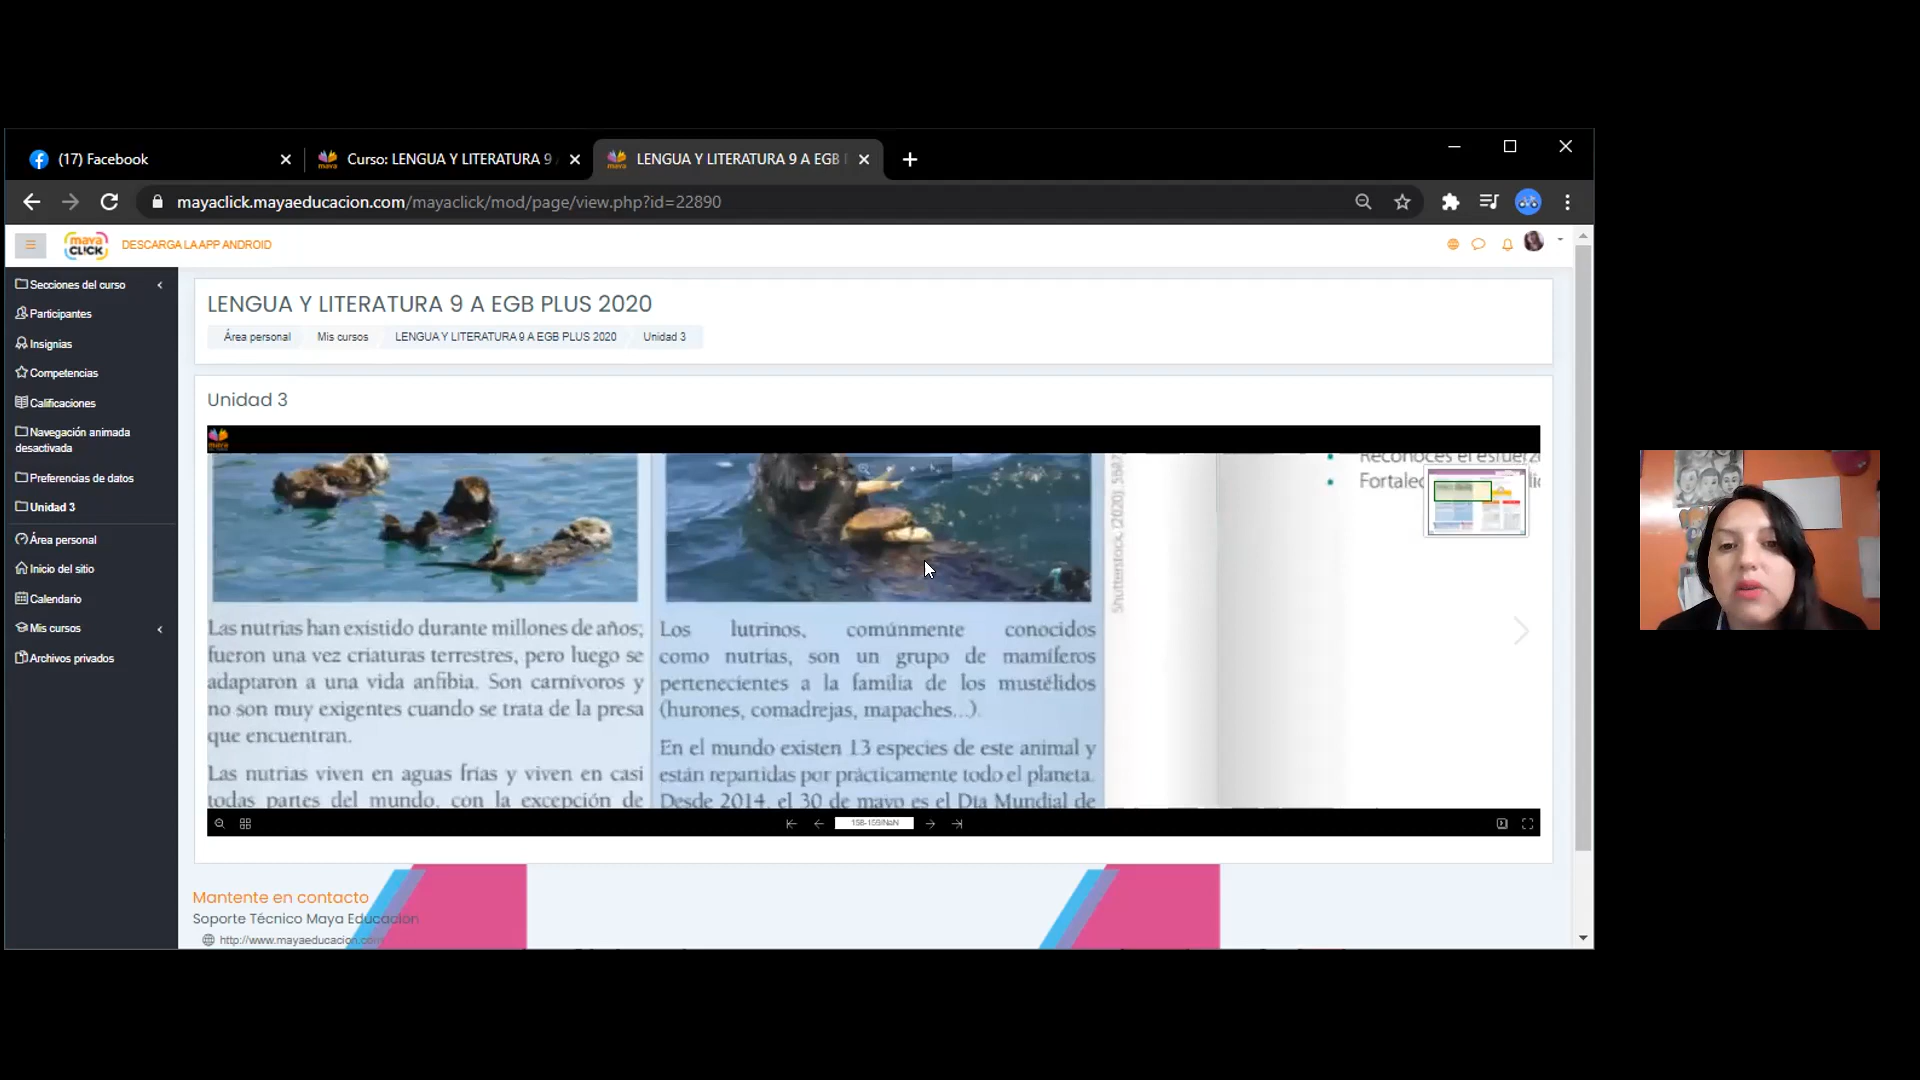 (17) Facebook
Curso: LENGUA Y LITERATURA 9
LENGUA Y LITERATURA 9 A EGB
mayaclick.mayaeducacion.com/mayaclick/mod/page/view.php?id=22890
maya
CLICK
DESCARGA LA APP ANDROID
Secciones del curso
Participantes
Insignias
Competencias
Calificaciones
Navegación animada
desactivada
Preferencias de datos
Unidad 3
Área personal
Inicio del sitio
Calendario
Mis cursos
Archivos privados
LENGUA Y LITERATURA 9 A EGB PLUS 2020
Área personal
Mis cursos
LENGUA Y LITERATURA 9 A EGB PLUS 2020
Unidad 3
Unidad 3
Reconoces el
Fortalec
Las nutrias han existido durante millones de años;
fueron una vez criaturas terrestres, pero luego se
adaptaron a una vida anfibia. Son carnívoros y
no son muy exigentes cuando se trata de la presa
que encuentran.
Las nutrias viven en aguas frías y viven en casi
todas partes del mundo, con la excepción de
Los lutrinos, comúnmente conocidos
como nutrias, son un grupo de mamíferos
pertenecientes a la familia de los mustélidos
(hurones, comadrejas, mapaches...).
En el mundo existen 13 especies de este animal y
están repartidas por prácticamente todo el planeta.
Desde 2014, el 30 de mayo es el Día Mundial de
Shutterstock, (2020).
158-159/NaN
Mantente en contacto
Soporte Técnico Maya Educacion
http://www.mayaeducacion.com